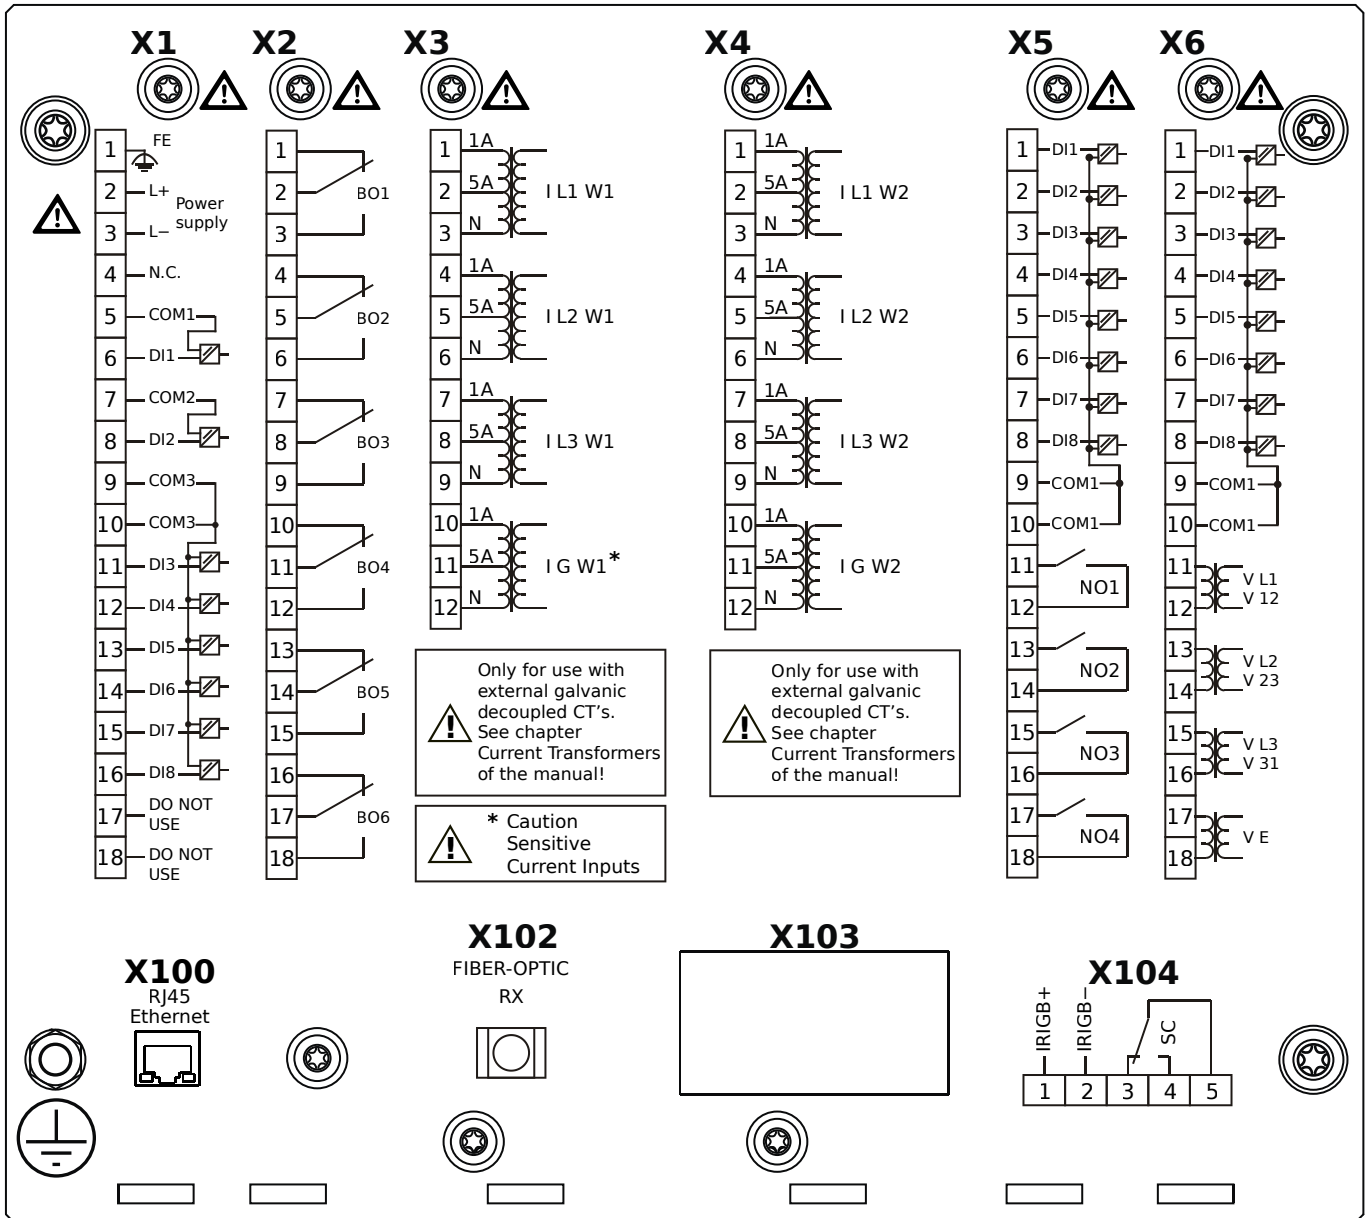 X1
X2
X3
X4
X5
X6
1
FE
2
L+
Power
supply
3
L−
4
N.C.
5
COM1
6
DI1
7
COM2
8
DI2
9
COM3
10
COM3
11
DI3
12
DI4
13
DI5
14
DI6
15
DI7
16
DI8
17
DO NOT
USE
18
DO NOT
USE
1
2
BO1
3
4
5
BO2
6
7
8
BO3
9
10
11
BO4
12
13
14
BO5
15
16
17
BO6
18
1
1A
2
5A
I L1 W1
3
N
4
1A
5
5A
I L2 W1
6
N
7
1A
8
5A
I L3 W1
9
N
10
1A
11
5A
I G W1*
12
N
Only for use with
external galvanic
decoupled CT's.
See chapter
Current Transformers
of the manual!
* Caution
Sensitive
Current Inputs
1
1A
2
5A
I L1 W2
3
N
4
1A
5
5A
I L2 W2
6
N
7
1A
8
5A
I L3 W2
9
N
10
1A
11
5A
I G W2
12
N
Only for use with
external galvanic
decoupled CT's.
See chapter
Current Transformers
of the manual!
1
DI1
2
DI2
3
DI3
4
DI4
5
DI5
6
DI6
7
DI7
8
DI8
9
COM1
10
COM1
11
NO1
12
13
NO2
14
15
NO3
16
17
NO4
18
1
DI1
2
DI2
3
DI3
4
DI4
5
DI5
6
DI6
7
DI7
8
DI8
9
COM1
10
COM1
11
V L1
V 12
12
13
V L2
V 23
14
15
V L3
V 31
16
17
V E
18
X100
RJ45
Ethernet
X102
FIBER-OPTIC
RX
X103
X104
IRIGB+
IRIGB−
SC
1 2 3 4 5